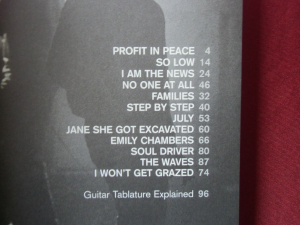 PROFIT IN PEACE 4
SO LOW 14
I AM THE NEWS 24
NO ONE AT ALL 46
FAMILIES 32
STEP BY STEP 40
JULY 53
JANE SHE GOT EXCAVATED 60
EMILY CHAMBERS 66
SOUL DRIVER 80
THE WAVES 87
I WON'T GET GRAZED 74
Guitar Tablature Explained 96